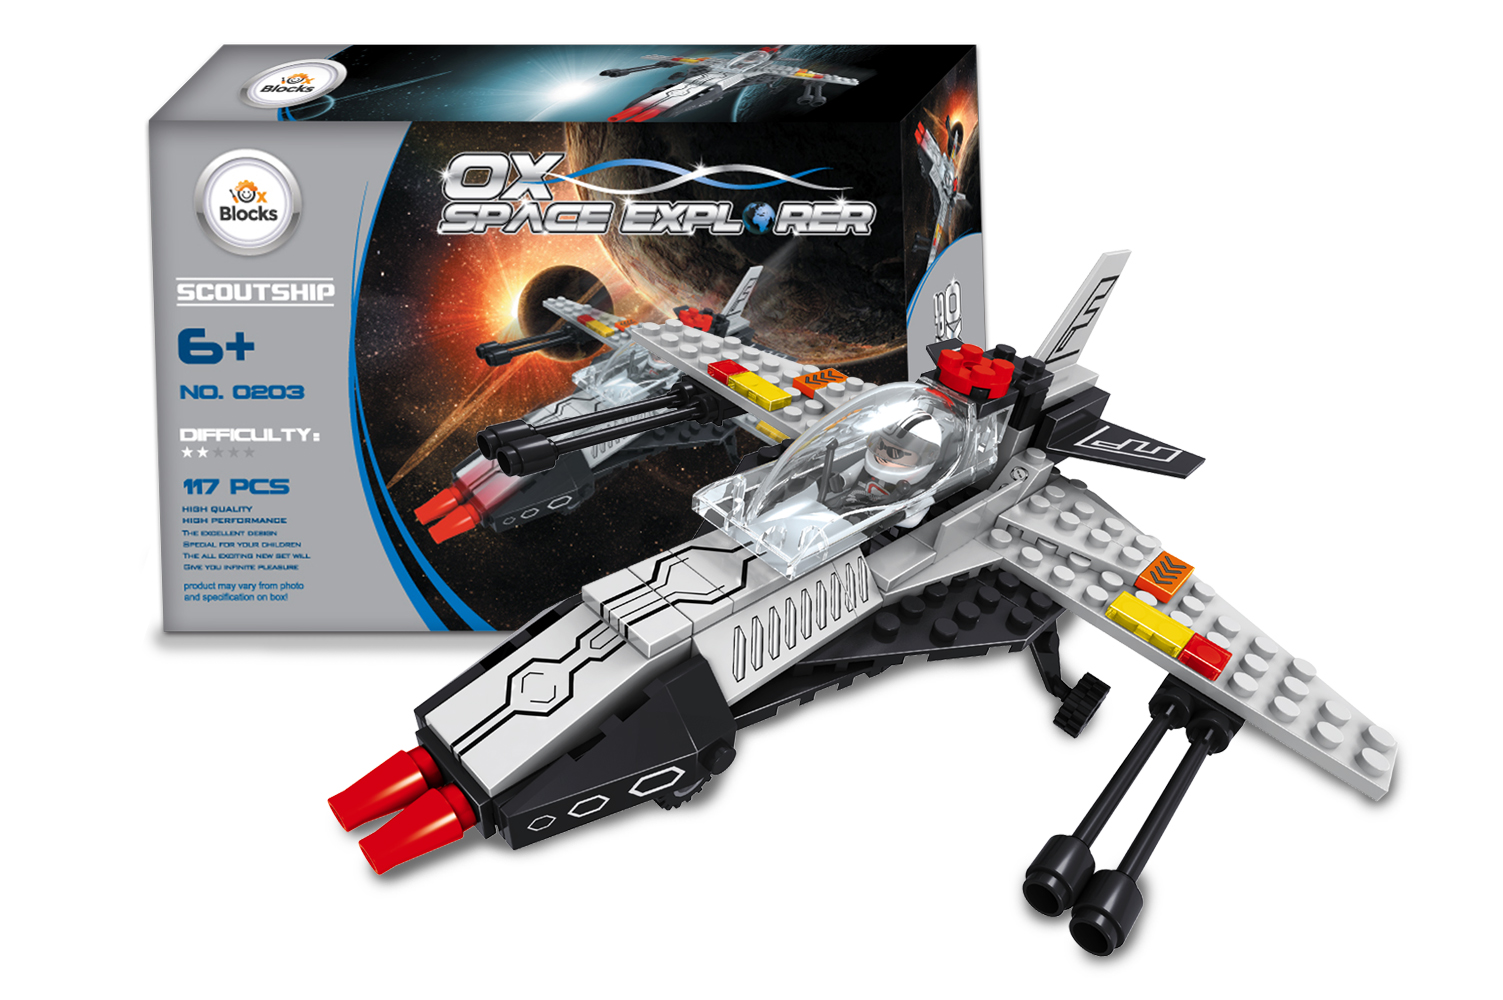 iOx
Blocks
iOx
Blocks
OX
SPACE EXPLORER
SCOUTSHIP
6+
NO. 0203
DIFFICULTY:
117 PCS
HIGH QUALITY
HIGH PERFORMANCE
THE EXCELLENT DESIGN
SPECIAL FOR YOUR CHILDREN
THE ALL EXCITING NEW SET WILL
GIVE YOU INFINITE PLEASURE
product may vary from photo
and specification on box!